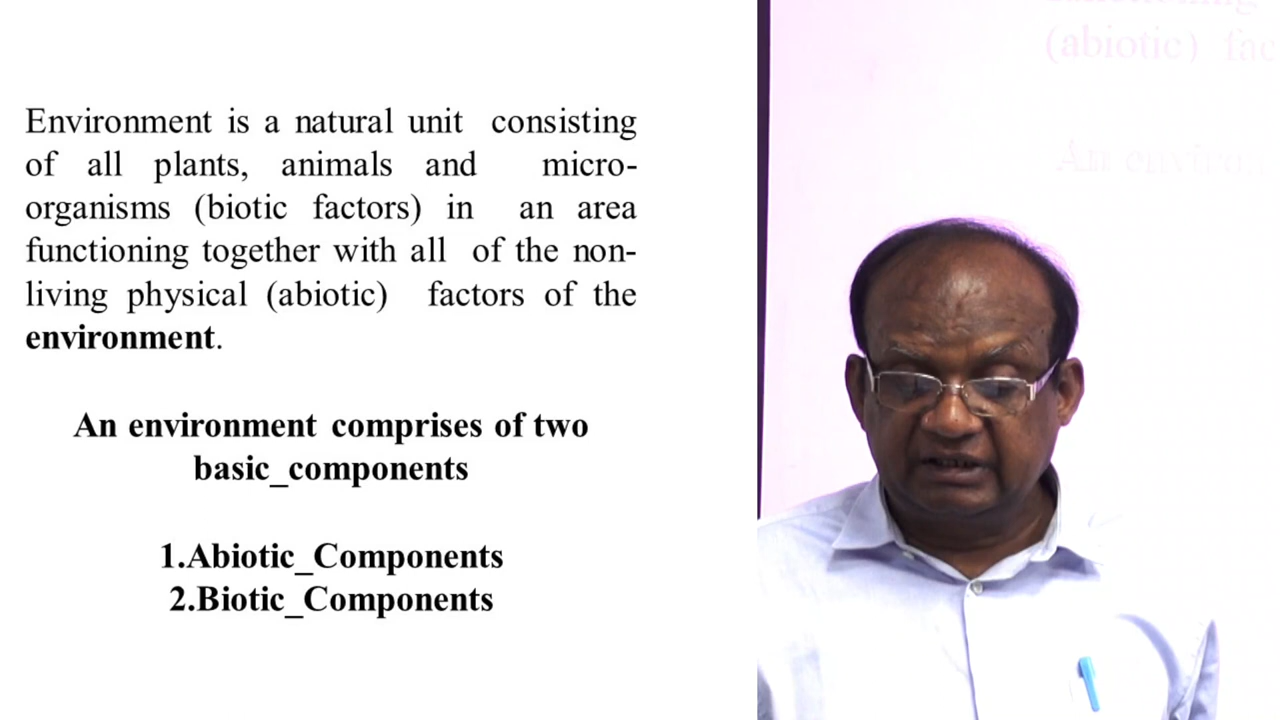 Environment is a natural unit consisting
of all plants, animals and micro-
organisms (biotic factors) in an area
functioning together with all of the non-
living physical (abiotic) factors of the
environment.
An environment comprises of two
basic_components
1.Abiotic_Components
2.Biotic_Components
(abiotic)
An